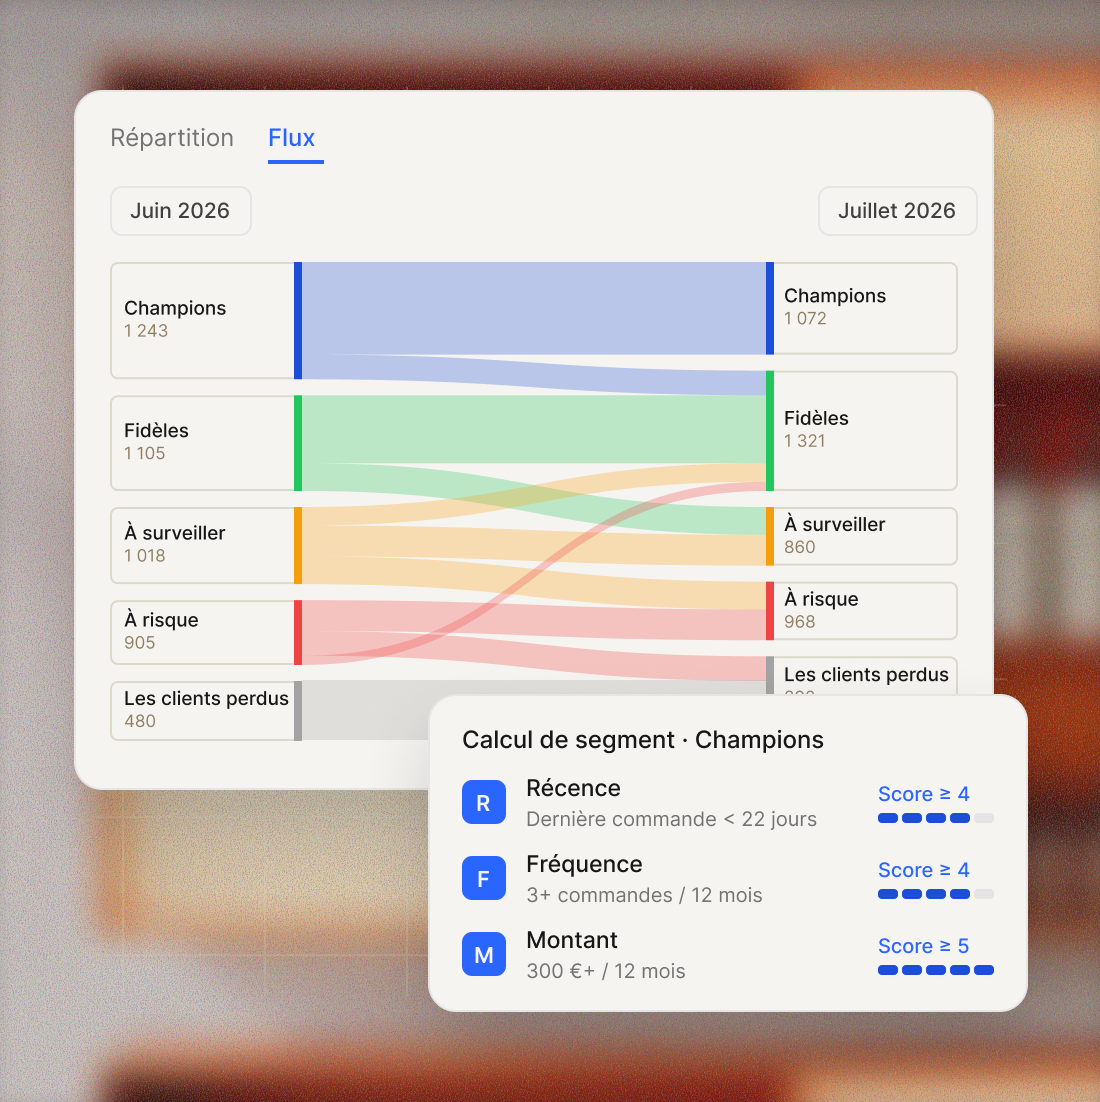 Répartition Flux
Juin 2026 Juillet 2026
Champions
1 243
Fidèles
1 105
À surveiller
1 018
À risque
905
Les clients perdus
480
Champions
1 072
Fidèles
1 321
À surveiller
860
À risque
968
Les clients perdus
Calcul de segment · Champions
R Récence
Dernière commande < 22 jours
Score ≥ 4
F Fréquence
3+ commandes / 12 mois
Score ≥ 4
M Montant
300 €+ / 12 mois
Score ≥ 5